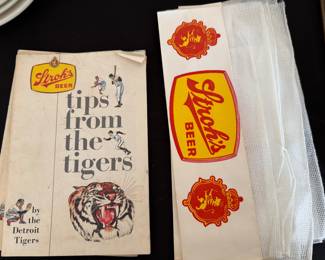 Stroh's
BEER
tips
from
the
tigers
by
the
Detroit
Tigers
Stroh's
BEER